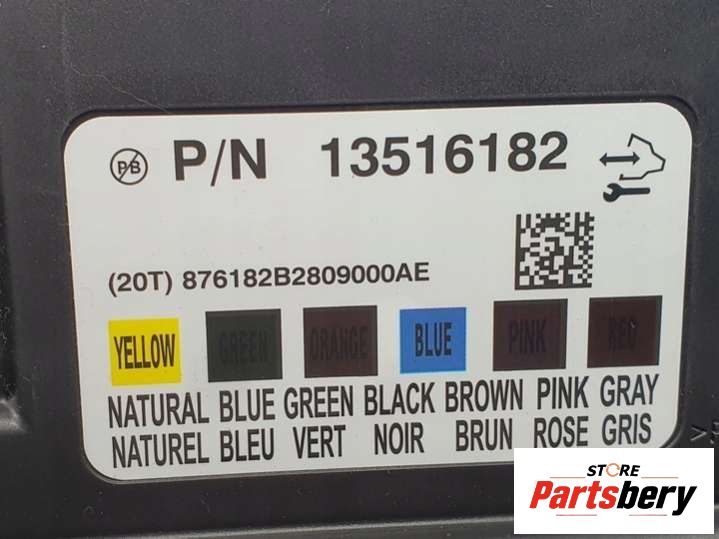 PB P/N 13516182
(20T) 876182B2809000AE
YELLOW GREEN ORANGE BLUE PINK RED
NATURAL BLUE GREEN BLACK BROWN PINK GRAY
NATUREL BLEU VERT NOIR BRUN ROSE GRIS
STORE
Partsbery